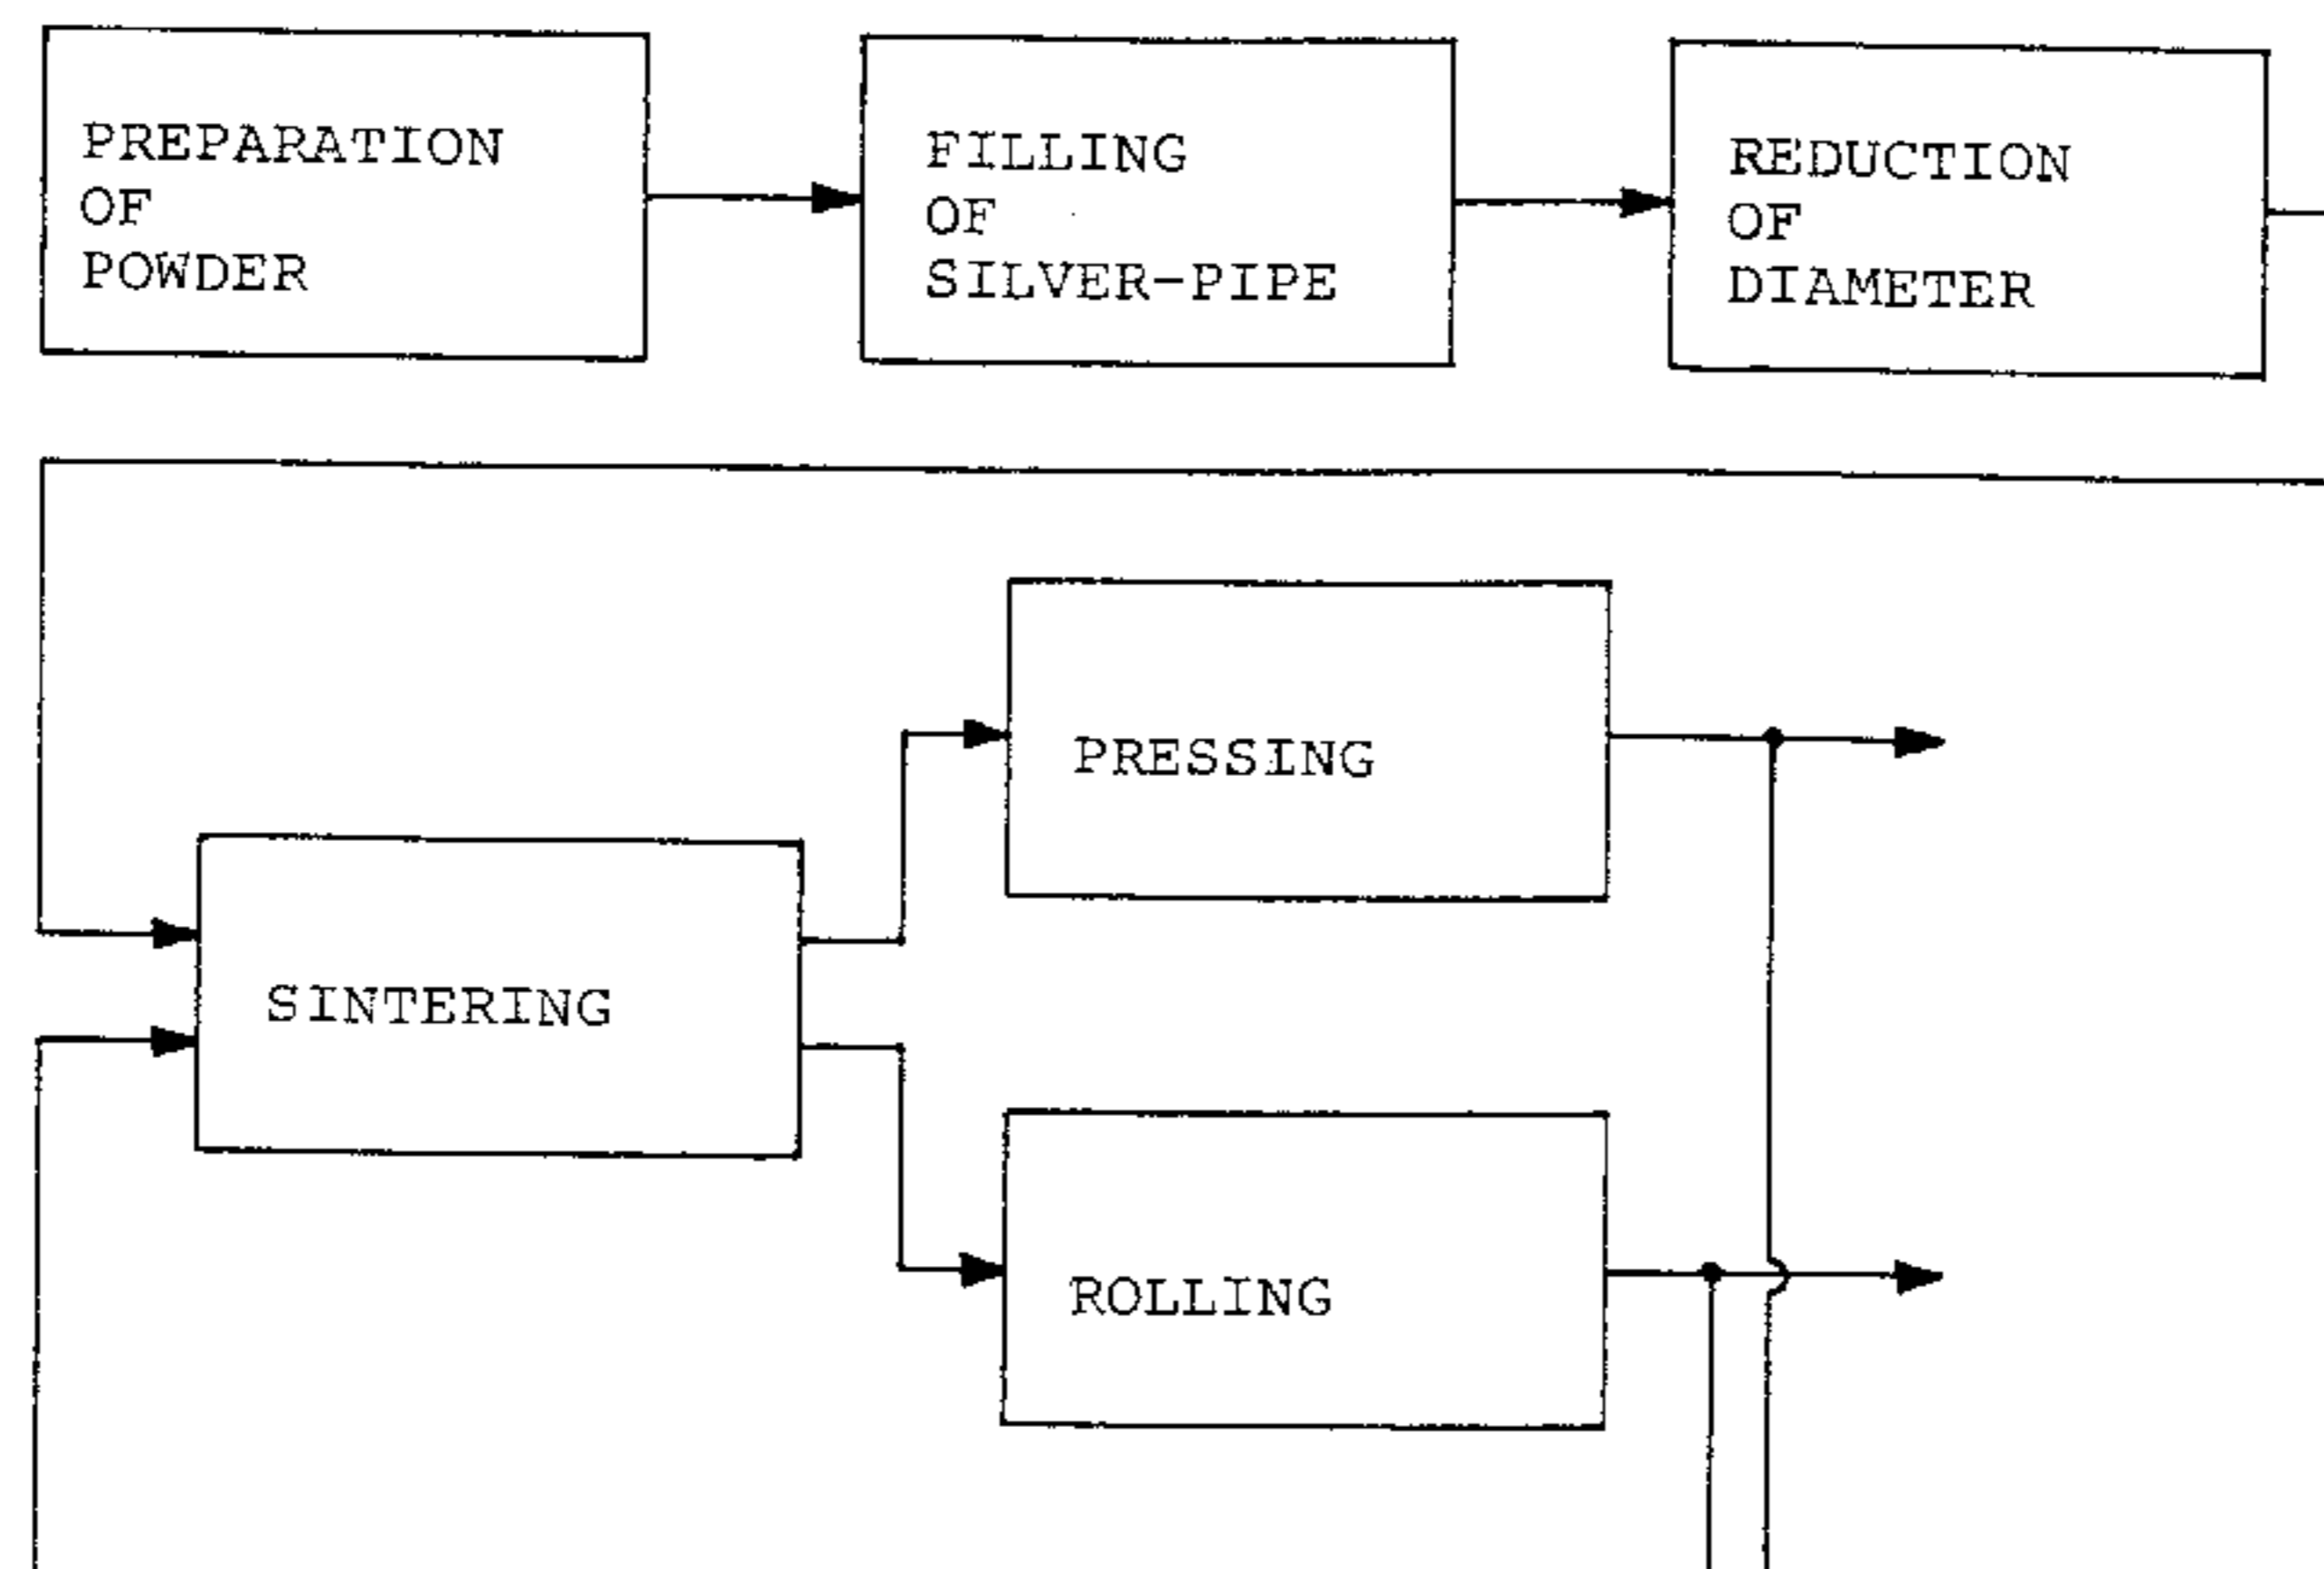 PREPARATION
OF
POWDER
FILLING
OF
SILVER-PIPE
REDUCTION
OF
DIAMETER
PRESSING
SINTERING
ROLLING